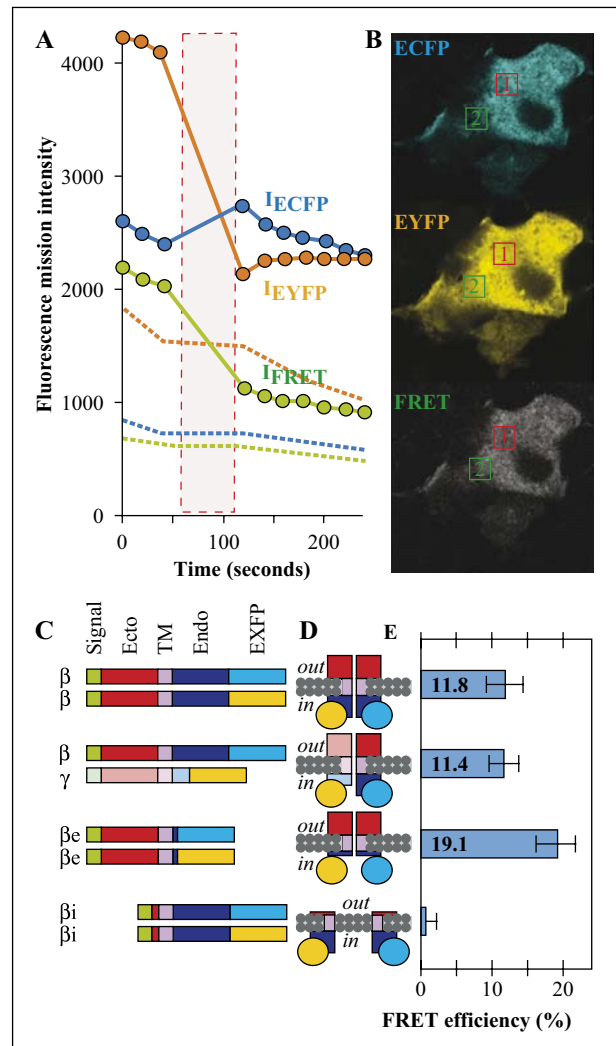 A
B
4000
3000
2000
1000
0
Fluorescence mission intensity
I ECFP
I EYFP
I FRET
0 100 200
Time (seconds)
ECFP
1
2
EYFP
1
2
FRET
1
2
C
Signal
Ecto
TM
Endo
EXFP
β
β
β
γ
βe
βe
βi
βi
D
out
in
out
in
out
in
out
in
E
11.8
11.4
19.1
0 10 20
FRET efficiency (%)